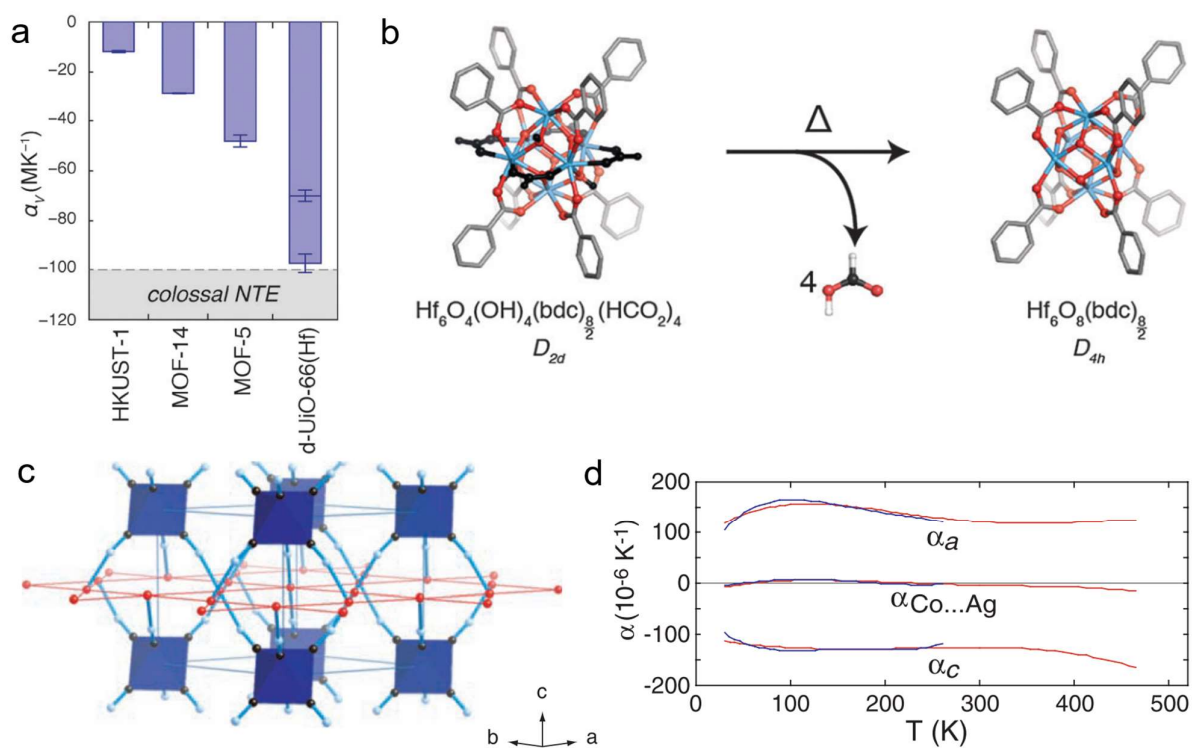 a
0
−20
−40
−60
−80
−100
−120
αV(MK⁻¹)
colossal NTE
HKUST-1
MOF-14
MOF-5
d-UiO-66(Hf)
b
Δ
4
Hf₆O₄(OH)₄(bdc)₈⁄₂(HCO₂)₄
D2d
Hf₆O₈(bdc)₈⁄₂
D4h
c
c
b
a
d
200
100
0
-100
-200
α(10⁻⁶ K⁻¹)
αa
αCo...Ag
αc
0
100
200
300
400
500
T (K)